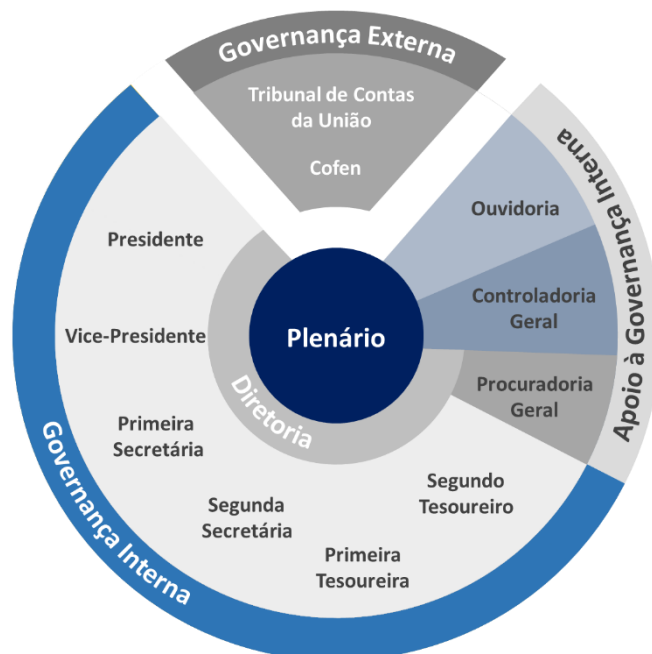 Governança Externa
Tribunal de Contas
da União
Cofen
Apoio à Governança Interna
Ouvidoria
Controladoria
Geral
Procuradoria
Geral
Plenário
Diretoria
Governança Interna
Presidente
Vice-Presidente
Primeira
Secretária
Segunda
Secretária
Primeira
Tesoureira
Segundo
Tesoureiro